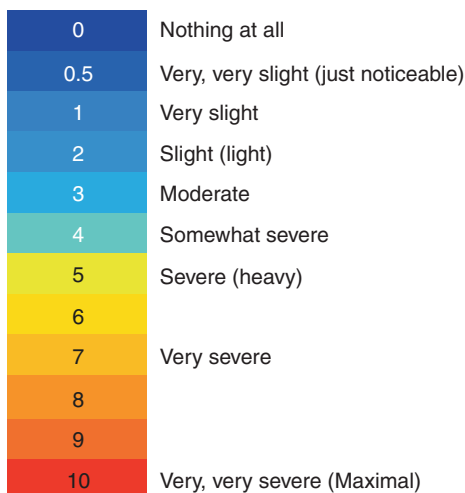 0 Nothing at all
0.5 Very, very slight (just noticeable)
1 Very slight
2 Slight (light)
3 Moderate
4 Somewhat severe
5 Severe (heavy)
6
7 Very severe
8
9
10 Very, very severe (Maximal)